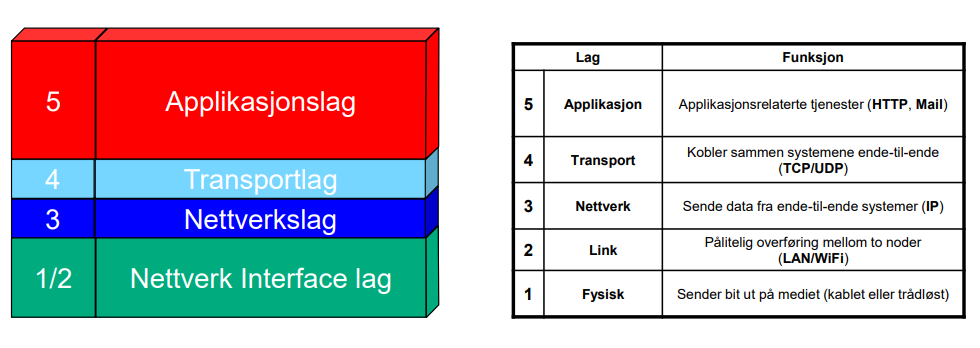 5 Applikasjonslag
4 Transportlag
3 Nettverkslag
1/2 Nettverk Interface lag
Lag Funksjon
5 Applikasjon Applikasjonsrelaterte tjenester (HTTP, Mail)
4 Transport Kobler sammen systemene ende-til-ende
(TCP/UDP)
3 Nettverk Sende data fra ende-til-ende systemer (IP)
2 Link Pålitelig overføring mellom to noder
(LAN/WiFi)
1 Fysisk Sender bit ut på mediet (kablet eller trådløst)